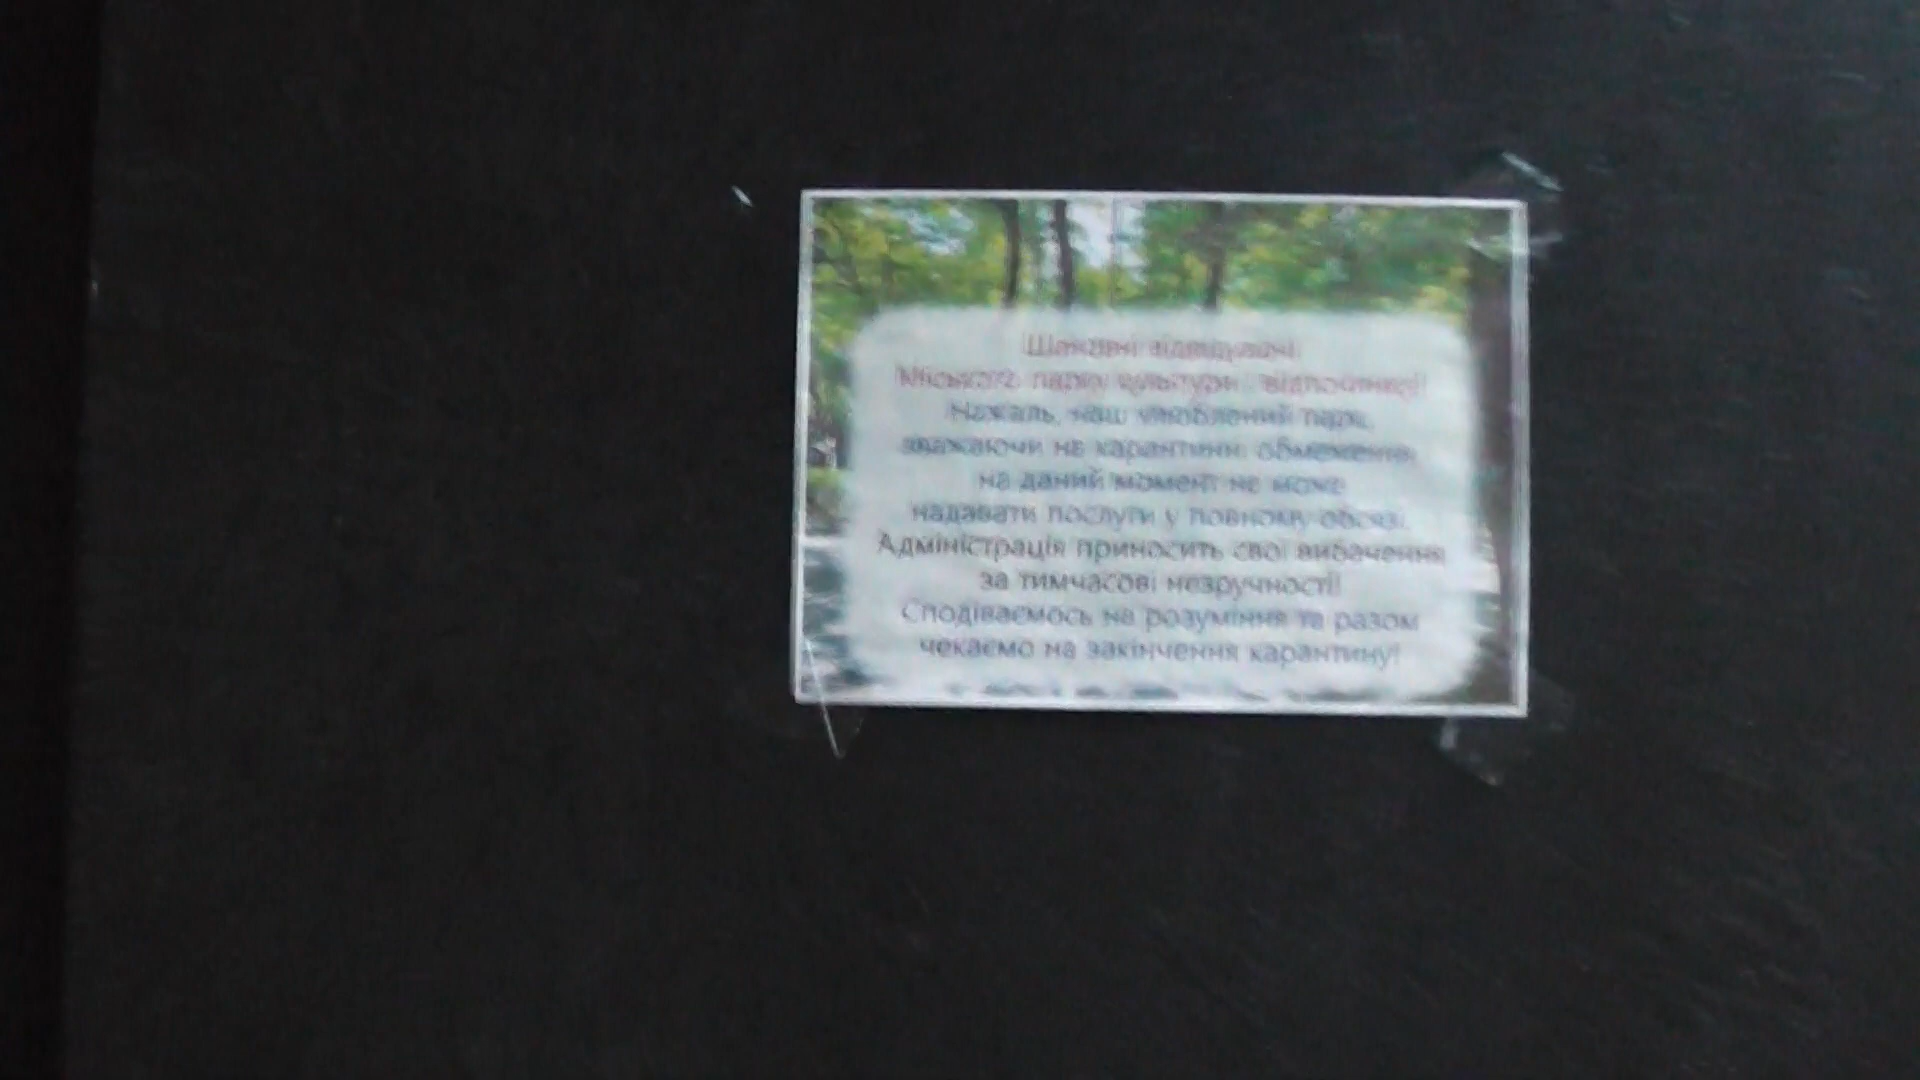 Шановні відвідувачі
Міського парку культури і відпочинку!
На жаль, наш улюблений парк,
зважаючи на карантинні обмеження,
на даний момент не може
надавати послуги у повному обсязі.
Адміністрація приносить свої вибачення
за тимчасові незручності!
Сподіваємось на розуміння та разом
чекаємо на закінчення карантину!